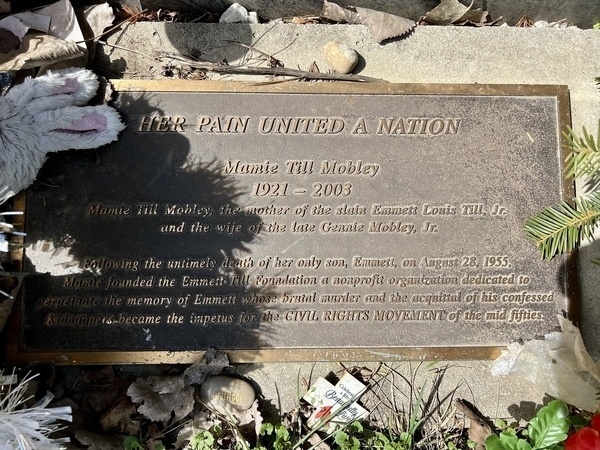 HER PAIN UNITED A NATION
Mamie Till Mobley
1921 – 2003
Mamie Till Mobley, the mother of the slain Emmett Louis Till, Jr.
and the wife of the late Gennie Mobley, Jr.
Following the untimely death of her only son, Emmett, on August 28, 1955,
Mamie founded the Emmett Till Foundation a nonprofit organization dedicated to
perpetuate the memory of Emmett whose brutal murder and the acquittal of his confessed
Kidnappers became the impetus for the CIVIL RIGHTS MOVEMENT of the mid fifties.